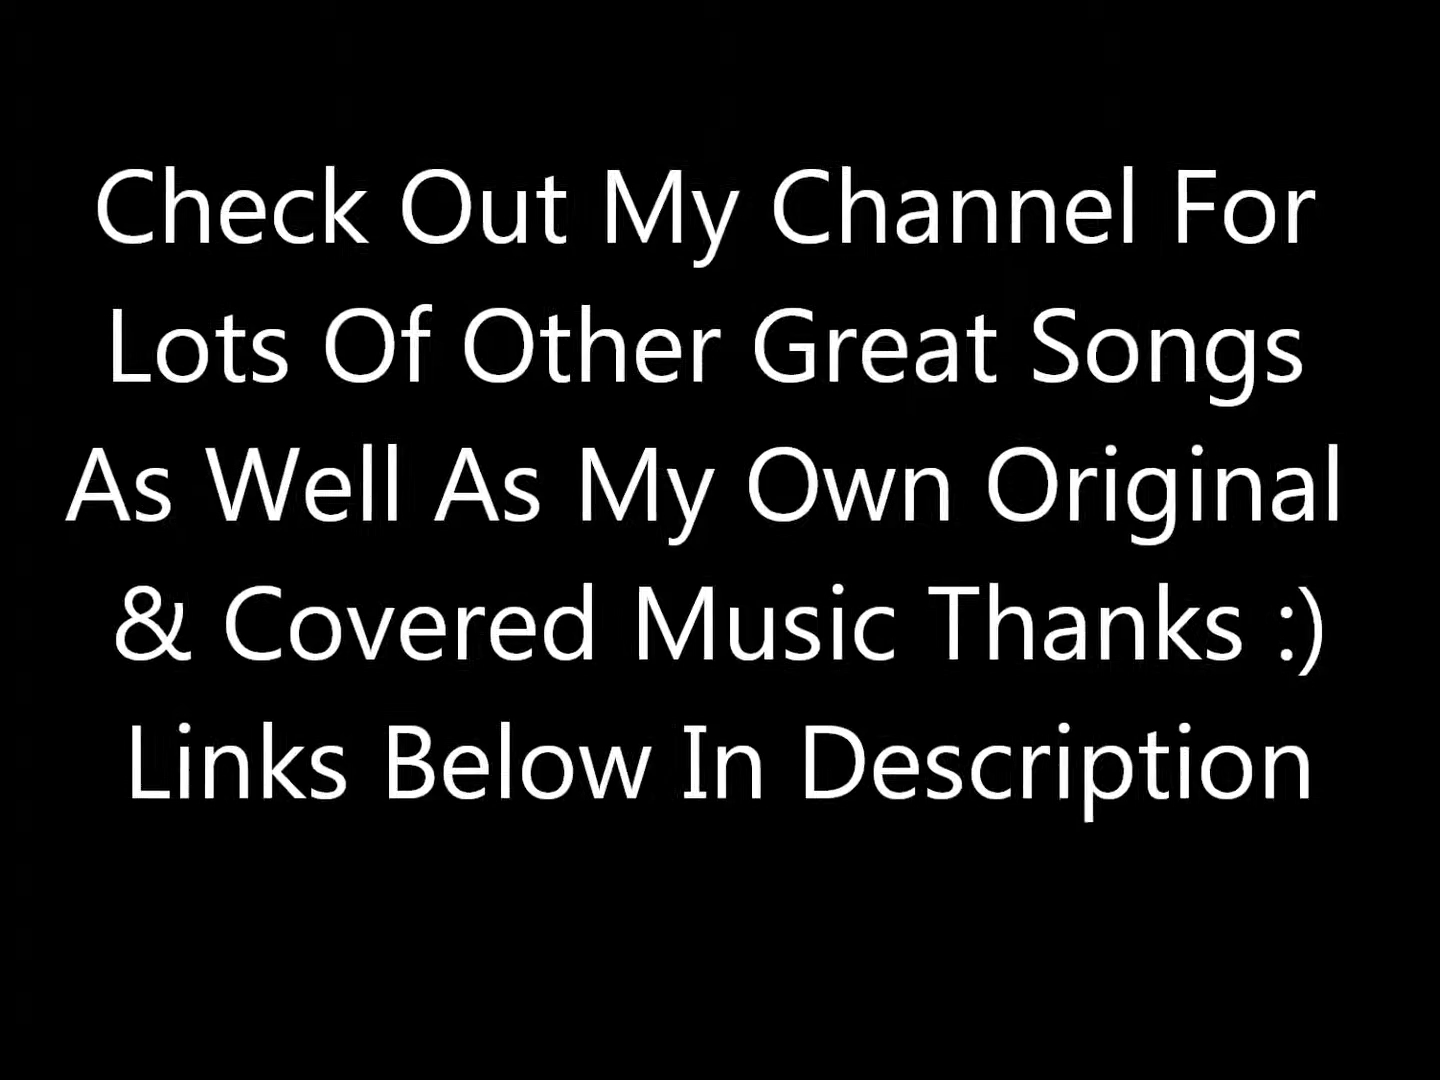 Check Out My Channel For
Lots Of Other Great Songs
As Well As My Own Original
& Covered Music Thanks :)
Links Below In Description